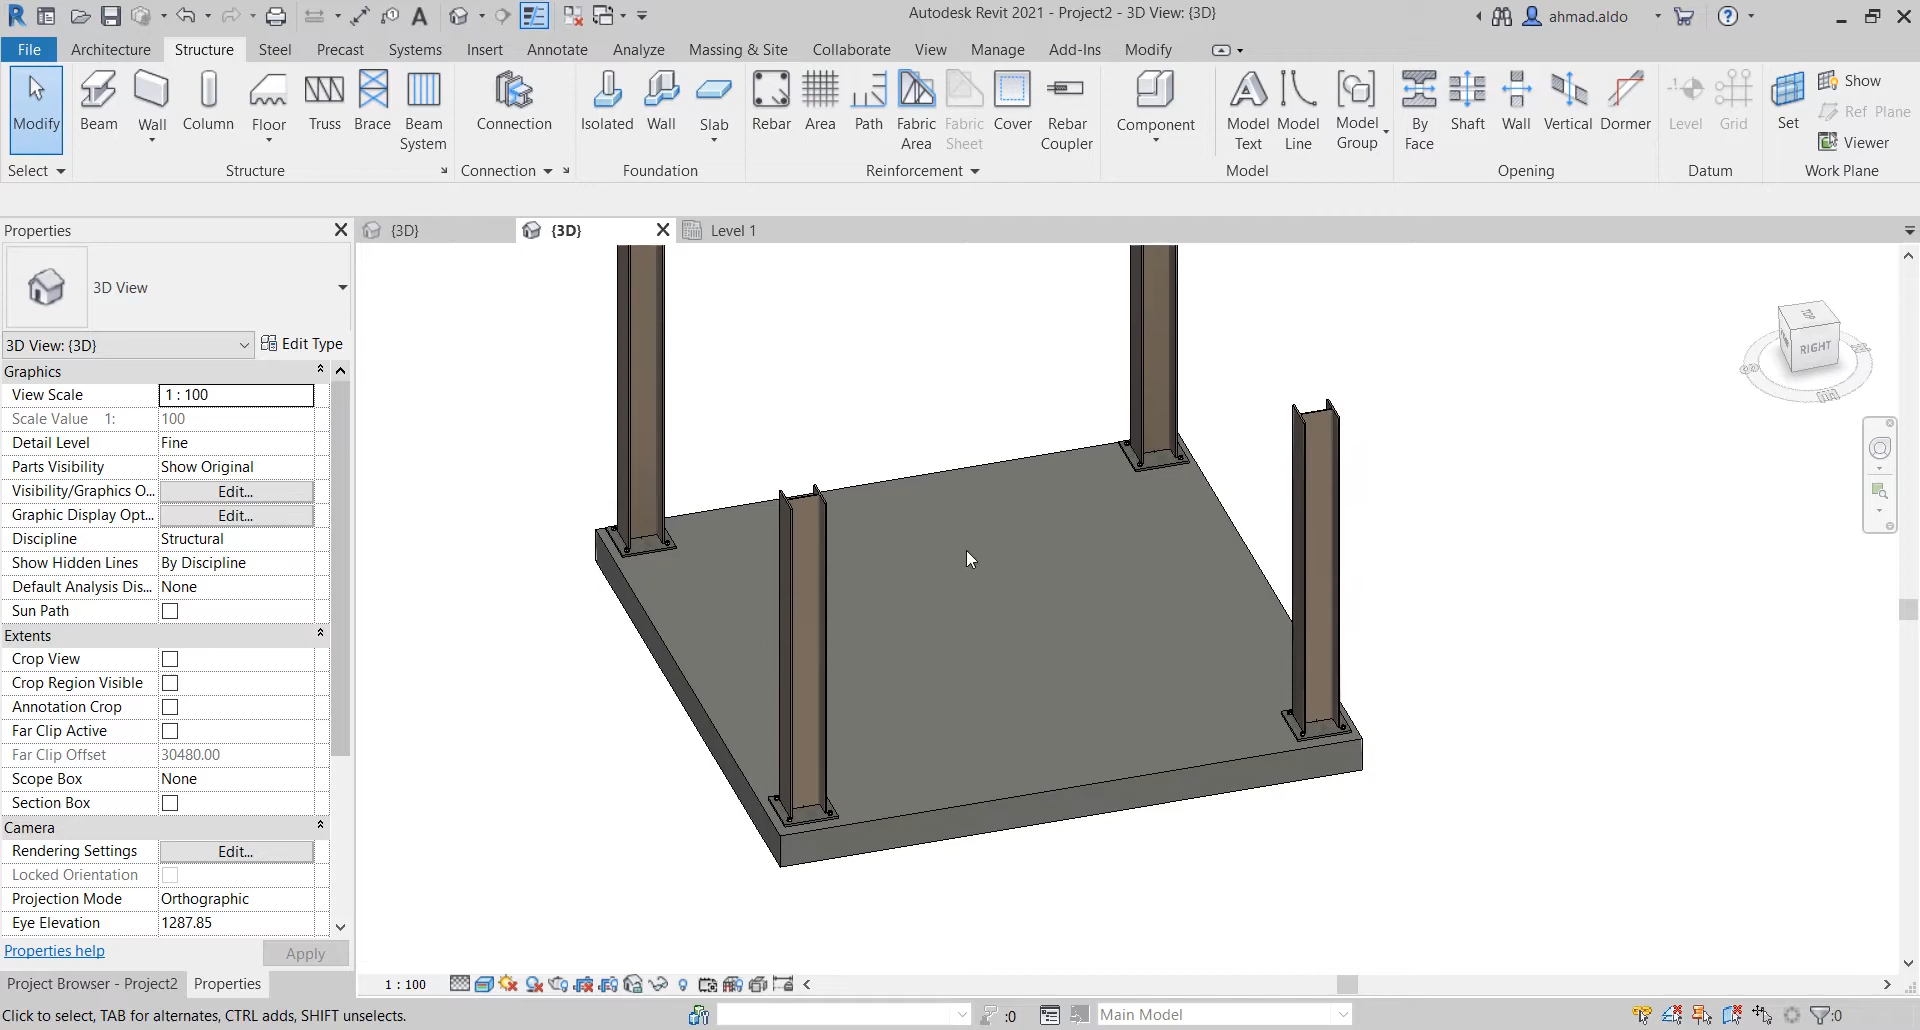 Autodesk Revit 2021 - Project2 - 3D View: {3D}
ahmad.aldo
File
Architecture
Structure
Steel
Precast
Systems
Insert
Annotate
Analyze
Massing & Site
Collaborate
View
Manage
Add-Ins
Modify
Modify
Beam
Wall
Column
Floor
Truss
Brace
Beam
System
Connection
Isolated
Wall
Slab
Rebar
Area
Path
Fabric
Area
Fabric
Sheet
Cover
Rebar
Coupler
Component
Model
Text
Model
Line
Model
Group
By
Face
Shaft
Wall
Vertical
Dormer
Level
Grid
Set
Show
Ref Plane
Viewer
Select
Structure
Connection
Foundation
Reinforcement
Model
Opening
Datum
Work Plane
Properties
{3D}
{3D}
Level 1
3D View
3D View: {3D}
Edit Type
Graphics
View Scale 1 : 100
Scale Value 1: 100
Detail Level Fine
Parts Visibility Show Original
Visibility/Graphics O... Edit...
Graphic Display Opt... Edit...
Discipline Structural
Show Hidden Lines By Discipline
Default Analysis Dis... None
Sun Path
Extents
Crop View
Crop Region Visible
Annotation Crop
Far Clip Active
Far Clip Offset 30480.00
Scope Box None
Section Box
Camera
Rendering Settings Edit...
Locked Orientation
Projection Mode Orthographic
Eye Elevation 1287.85
Properties help
Apply
Project Browser - Project2
Properties
1 : 100
Click to select, TAB for alternates, CTRL adds, SHIFT unselects.
:0
Main Model
:0
TOP
RIGHT